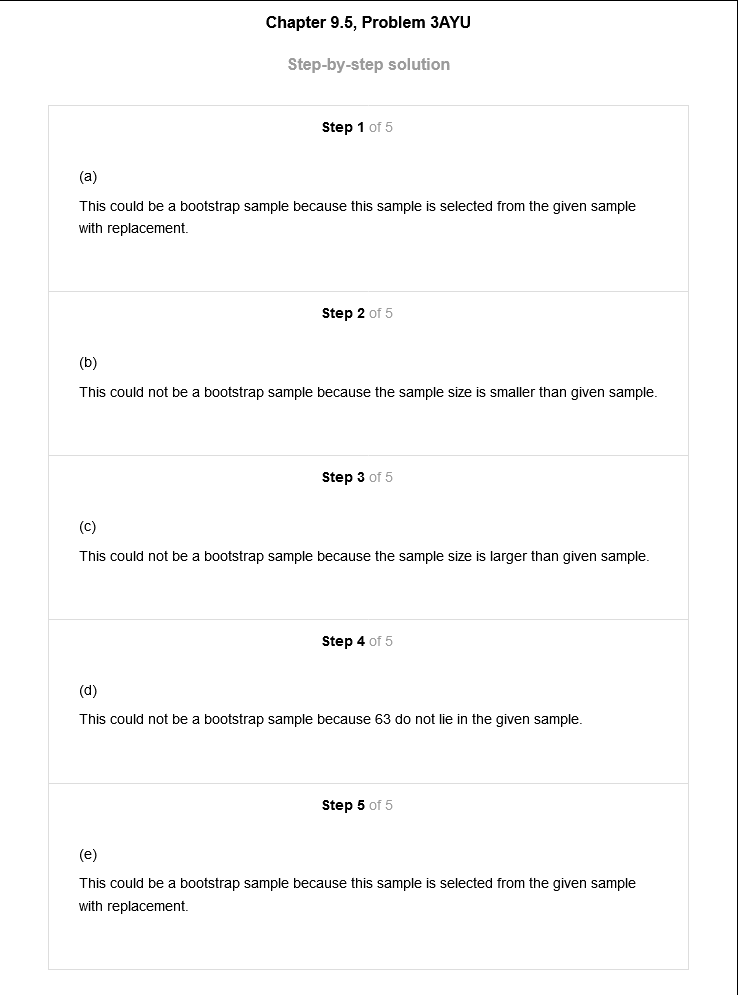 Chapter 9.5, Problem 3AYU
Step-by-step solution
Step 1 of 5
(a)
This could be a bootstrap sample because this sample is selected from the given sample
with replacement.
Step 2 of 5
(b)
This could not be a bootstrap sample because the sample size is smaller than given sample.
Step 3 of 5
(c)
This could not be a bootstrap sample because the sample size is larger than given sample.
Step 4 of 5
(d)
This could not be a bootstrap sample because 63 do not lie in the given sample.
Step 5 of 5
(e)
This could be a bootstrap sample because this sample is selected from the given sample
with replacement.